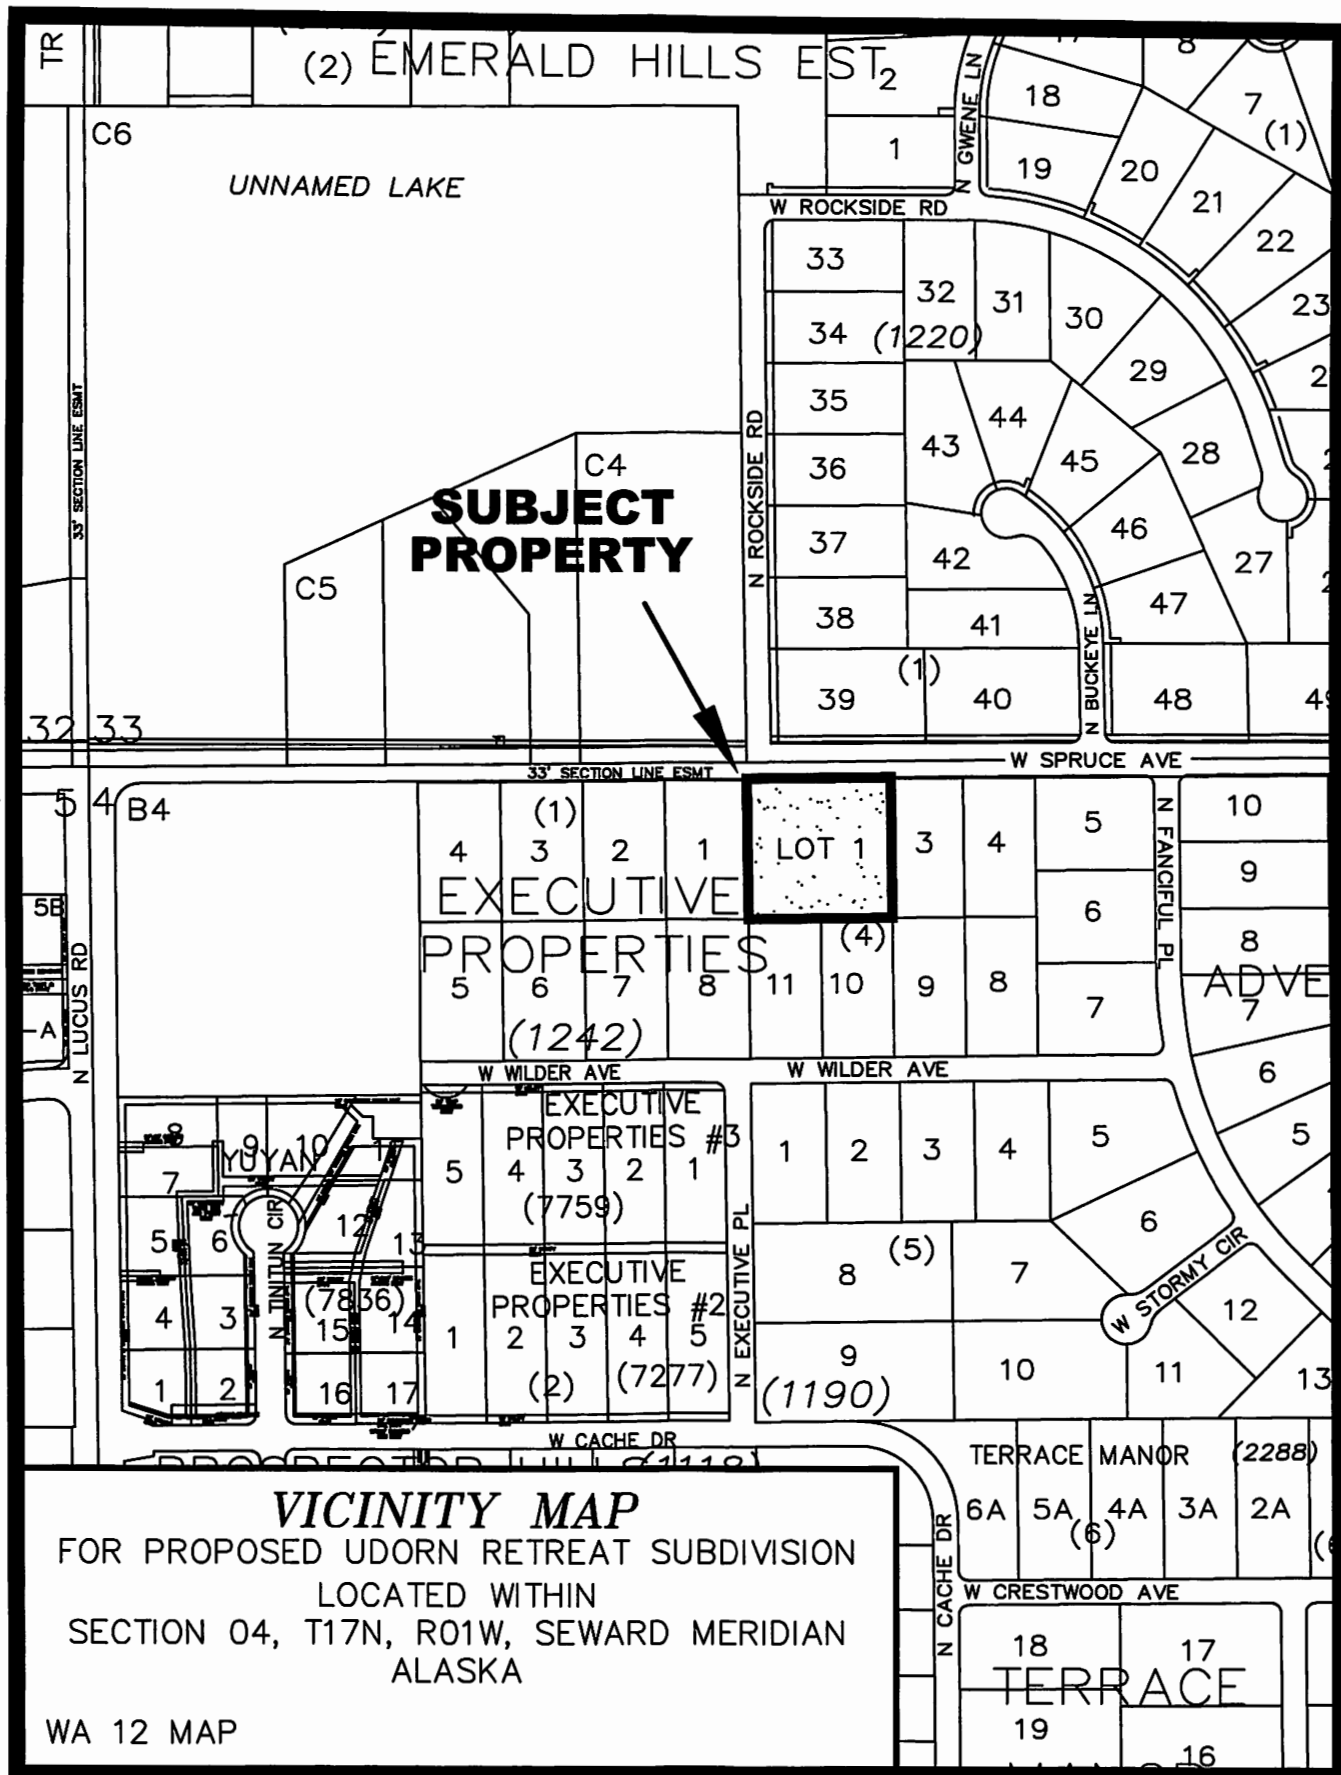 TR
(2) EMERALD HILLS EST 2
C6
UNNAMED LAKE
N GWENE LN
8
18
7
(1)
1
19
20
21
22
23
W ROCKSIDE RD
33
32
31
30
34
(1220)
29
35
44
28
36
43
45
46
37
42
27
38
41
47
(1)
39
40
48
N ROCKSIDE RD
N BUCKEYE LN
33' SECTION LINE ESMT
C4
SUBJECT
PROPERTY
C5
32 33
W SPRUCE AVE
33' SECTION LINE ESMT
5 4
B4
(1)
4 3 2 1
LOT 1
3 4
5
6
7
N FANCIFUL PL
10
9
8
7
ADVE
6
5
EXECUTIVE
PROPERTIES
(4)
5 6 7 8 11 10 9 8
(1242)
5B
-A
N LUCUS RD
W WILDER AVE
W WILDER AVE
EXECUTIVE
PROPERTIES #3
5 4 3 2 1
(7759)
1 2 3 4 5
6
8 9 10
YUYAN
7
12
5 6
13
N TINITUN CIR
(7836)
4 3 15 14
1 2 16 17
EXECUTIVE
PROPERTIES #2
1 2 3 4 5
(2)
(7277)
N EXECUTIVE PL
(5)
8
7
W STORMY CIR
12
9
10
11
13
(1190)
W CACHE DR
TERRACE MANOR (2288)
6A 5A 4A 3A 2A
(6)
N CACHE DR
W CRESTWOOD AVE
18 17
TERRACE
19
16
VICINITY MAP
FOR PROPOSED UDORN RETREAT SUBDIVISION
LOCATED WITHIN
SECTION 04, T17N, R01W, SEWARD MERIDIAN
ALASKA
WA 12 MAP